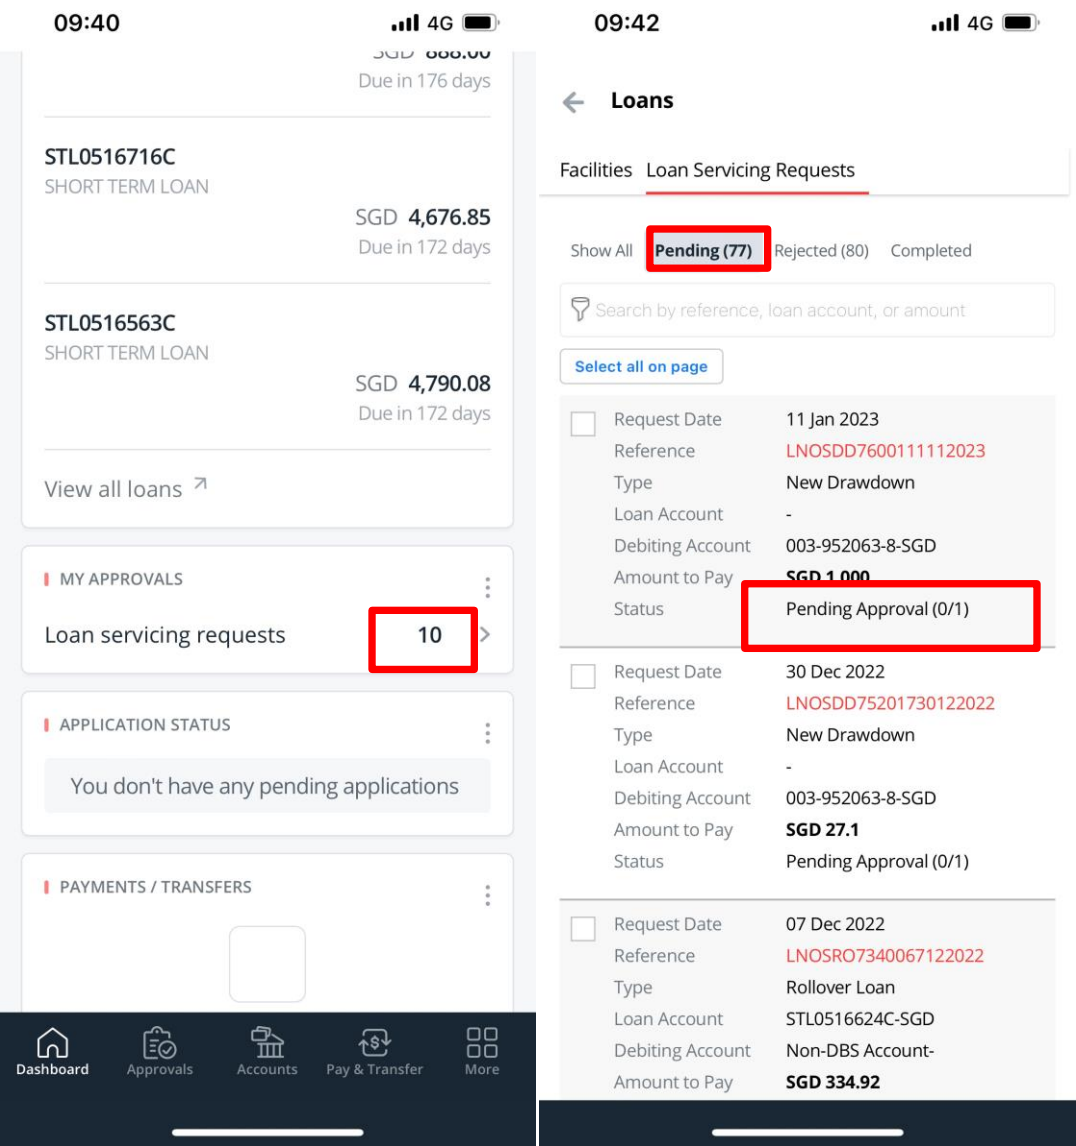 09:40
4G
SGD 888.00
Due in 176 days
STL0516716C
SHORT TERM LOAN
SGD 4,676.85
Due in 172 days
STL0516563C
SHORT TERM LOAN
SGD 4,790.08
Due in 172 days
View all loans
MY APPROVALS
Loan servicing requests 10
APPLICATION STATUS
You don't have any pending applications
PAYMENTS / TRANSFERS
Dashboard Approvals Accounts Pay & Transfer More
09:42
4G
Loans
Facilities Loan Servicing Requests
Show All Pending (77) Rejected (80) Completed
Search by reference, loan account, or amount
Select all on page
Request Date 11 Jan 2023
Reference LNOSDD7600111112023
Type New Drawdown
Loan Account -
Debiting Account 003-952063-8-SGD
Amount to Pay SGD 1,000
Status Pending Approval (0/1)
Request Date 30 Dec 2022
Reference LNOSDD75201730122022
Type New Drawdown
Loan Account -
Debiting Account 003-952063-8-SGD
Amount to Pay SGD 27.1
Status Pending Approval (0/1)
Request Date 07 Dec 2022
Reference LNOSRO7340067122022
Type Rollover Loan
Loan Account STL0516624C-SGD
Debiting Account Non-DBS Account-
Amount to Pay SGD 334.92